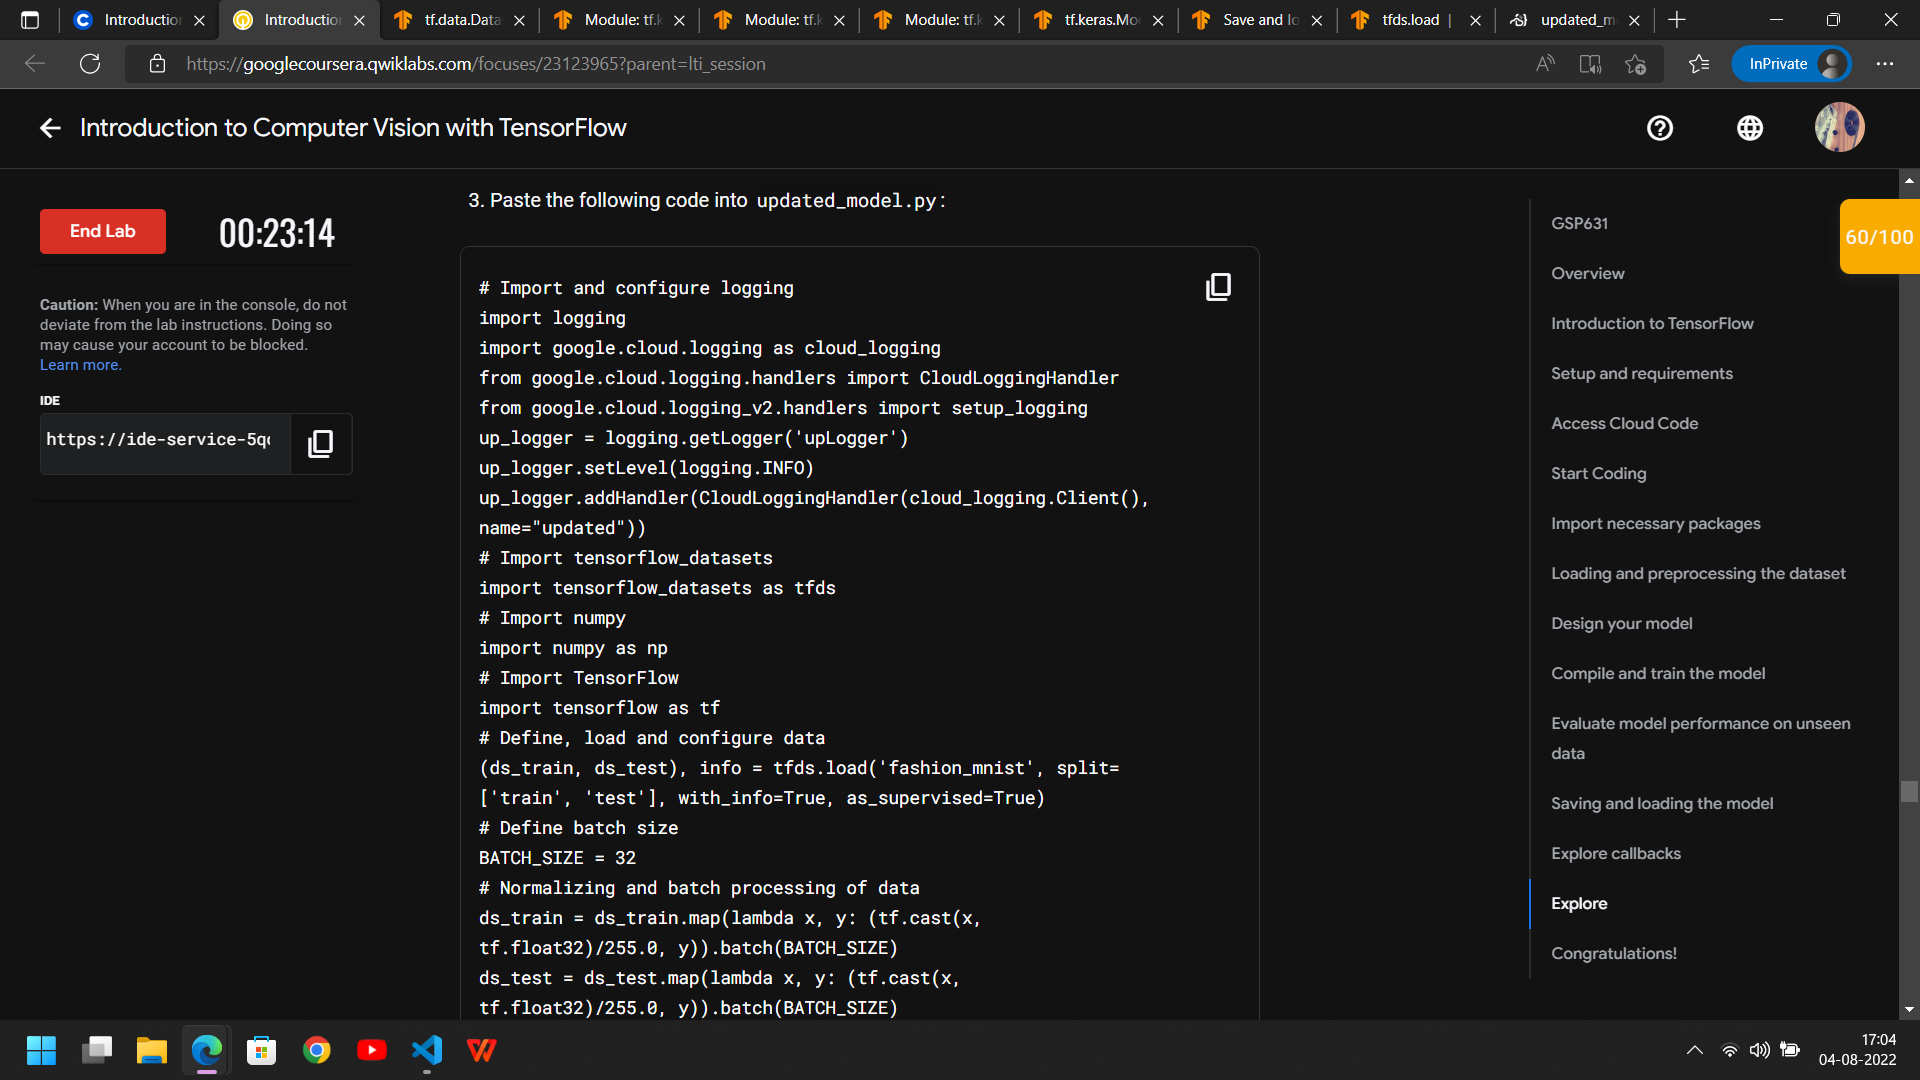 Introduction
Introduction
tf.data.Data
Module: tf.k
Module: tf.k
Module: tf.k
tf.keras.Mod
Save and lo
tfds.load |
updated_m
https://googlecoursera.qwiklabs.com/focuses/23123965?parent=lti_session
InPrivate
Introduction to Computer Vision with TensorFlow
End Lab
00:23:14
Caution: When you are in the console, do not
deviate from the lab instructions. Doing so
may cause your account to be blocked.
Learn more.
IDE
https://ide-service-5qc
3. Paste the following code into updated_model.py:
# Import and configure logging
import logging
import google.cloud.logging as cloud_logging
from google.cloud.logging.handlers import CloudLoggingHandler
from google.cloud.logging_v2.handlers import setup_logging
up_logger = logging.getLogger('upLogger')
up_logger.setLevel(logging.INFO)
up_logger.addHandler(CloudLoggingHandler(cloud_logging.Client(),
name="updated"))
# Import tensorflow_datasets
import tensorflow_datasets as tfds
# Import numpy
import numpy as np
# Import TensorFlow
import tensorflow as tf
# Define, load and configure data
(ds_train, ds_test), info = tfds.load('fashion_mnist', split=
['train', 'test'], with_info=True, as_supervised=True)
# Define batch size
BATCH_SIZE = 32
# Normalizing and batch processing of data
ds_train = ds_train.map(lambda x, y: (tf.cast(x,
tf.float32)/255.0, y)).batch(BATCH_SIZE)
ds_test = ds_test.map(lambda x, y: (tf.cast(x,
tf.float32)/255.0, y)).batch(BATCH_SIZE)
60/100
GSP631
Overview
Introduction to TensorFlow
Setup and requirements
Access Cloud Code
Start Coding
Import necessary packages
Loading and preprocessing the dataset
Design your model
Compile and train the model
Evaluate model performance on unseen
data
Saving and loading the model
Explore callbacks
Explore
Congratulations!
17:04
04-08-2022